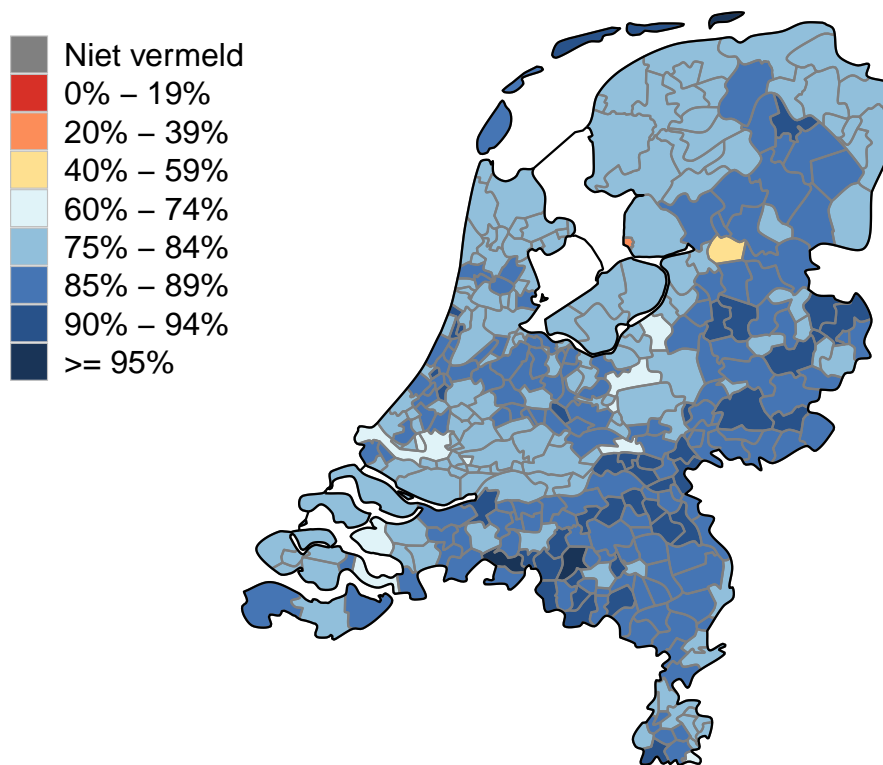 Niet vermeld
0% – 19%
20% – 39%
40% – 59%
60% – 74%
75% – 84%
85% – 89%
90% – 94%
>= 95%